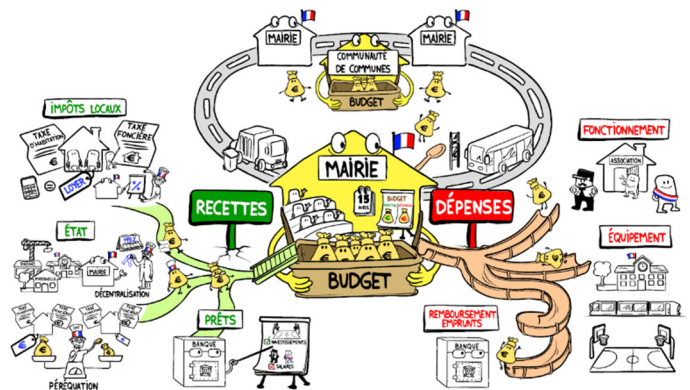 MAIRIE
MAIRIE
COMMUNAUTÉ
DE COMMUNES
BUDGET
IMPÔTS LOCAUX
TAXE
D'HABITATION
TAXE
FONCIÈRE
LOYER
%
FONCTIONNEMENT
ASSOCIATION
MAIRIE
15
AVRIL
BUDGET
RECETTES
DÉPENSES
BUDGET
ÉTAT
MAIRIE
DÉCENTRALISATION
ÉQUIPEMENT
PRÊTS
BANQUE
INVESTISSEMENTS
SALAIRES
REMBOURSEMENT
EMPRUNTS
BANQUE
PÉRÉQUATION